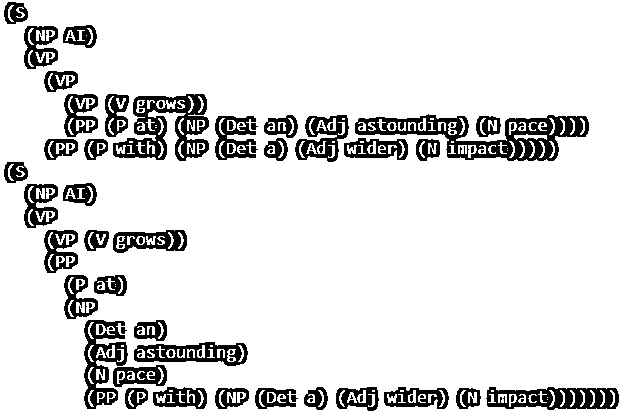 (S
(NP AI)
(VP
(VP
(VP (V grows))
(PP (P at) (NP (Det an) (Adj astounding) (N pace))))
(PP (P with) (NP (Det a) (Adj wider) (N impact)))))
(S
(NP AI)
(VP
(VP (V grows))
(PP
(P at)
(NP
(Det an)
(Adj astounding)
(N pace)
(PP (P with) (NP (Det a) (Adj wider) (N impact)))))))